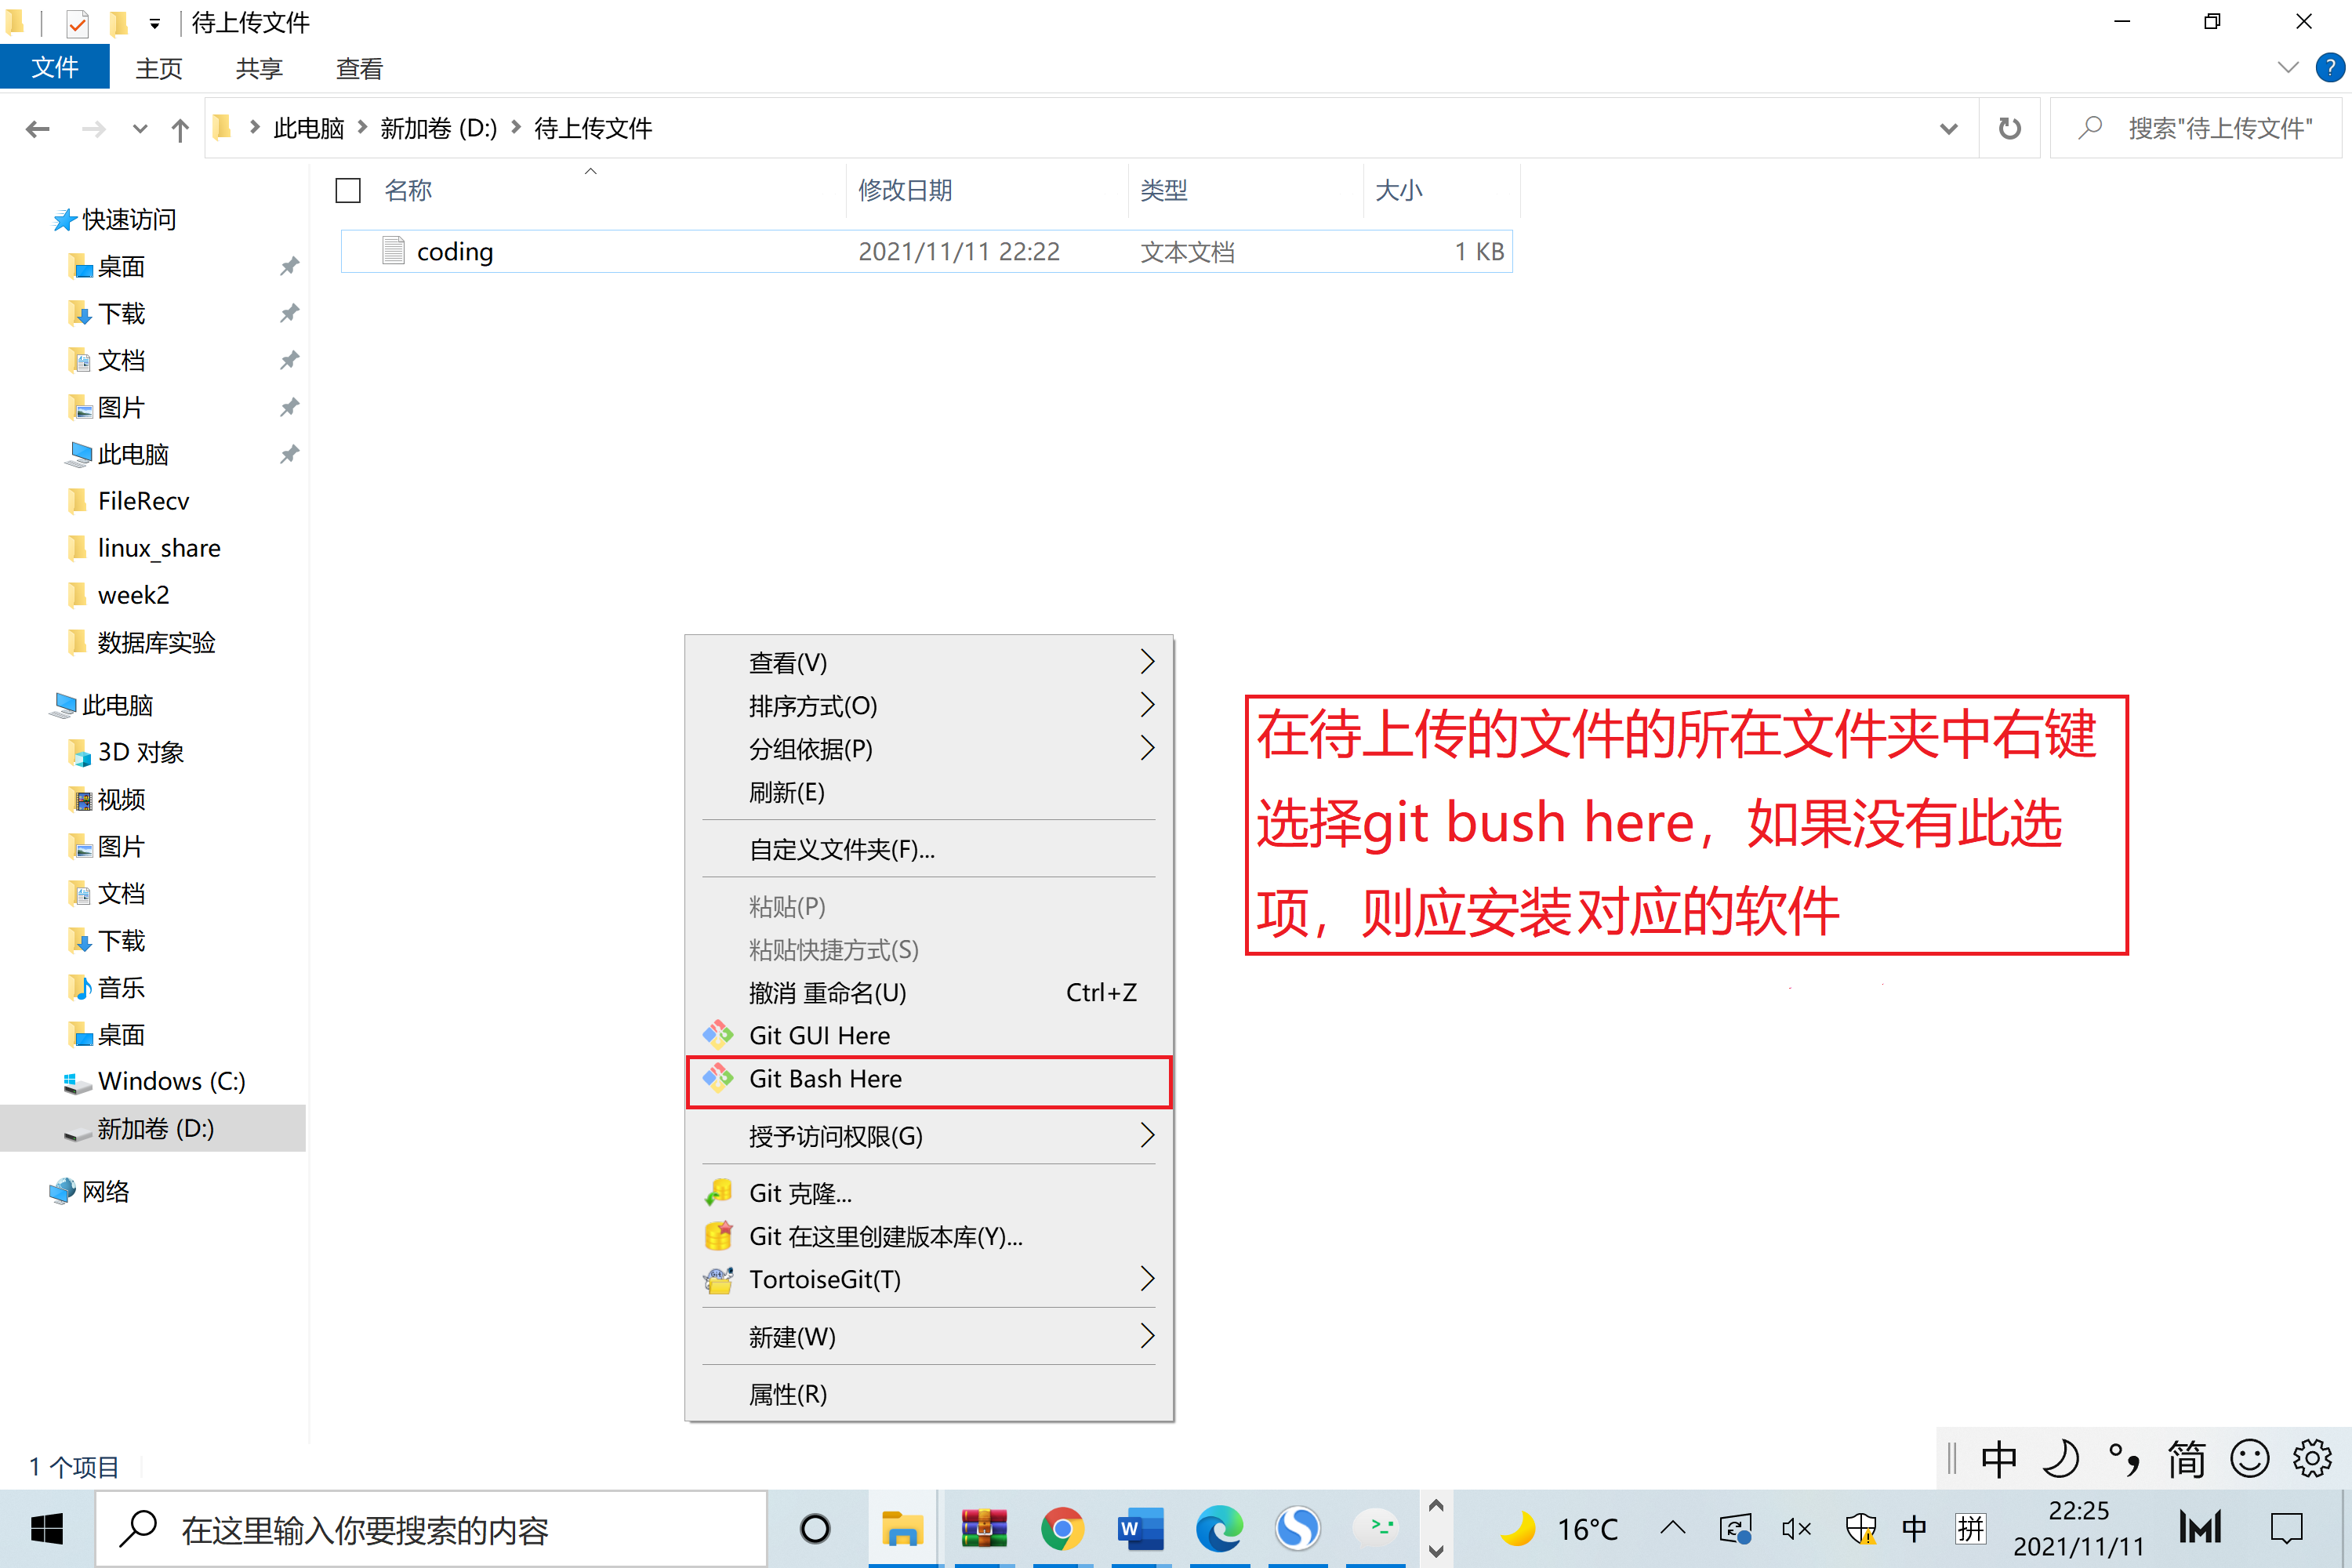 待上传文件
文件 主页 共享 查看
此电脑 新加卷 (D:) 待上传文件
搜索"待上传文件"
名称 修改日期 类型 大小
coding 2021/11/11 22:22 文本文档 1 KB
快速访问
桌面
下载
文档
图片
此电脑
FileRecv
linux_share
week2
数据库实验
此电脑
3D 对象
视频
图片
文档
下载
音乐
桌面
Windows (C:)
新加卷 (D:)
网络
查看(V)
排序方式(O)
分组依据(P)
刷新(E)
自定义文件夹(F)...
粘贴(P)
粘贴快捷方式(S)
撤消 重命名(U) Ctrl+Z
Git GUI Here
Git Bash Here
授予访问权限(G)
Git 克隆...
Git 在这里创建版本库(Y)...
TortoiseGit(T)
新建(W)
属性(R)
在待上传的文件的所在文件夹中右键
选择git bush here，如果没有此选
项，则应安装对应的软件
1 个项目
中 °, 简
在这里输入你要搜索的内容
16°C
中 拼
22:25
2021/11/11